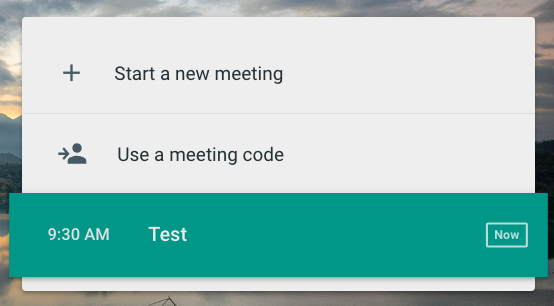 Start a new meeting
Use a meeting code
9:30 AM Test Now